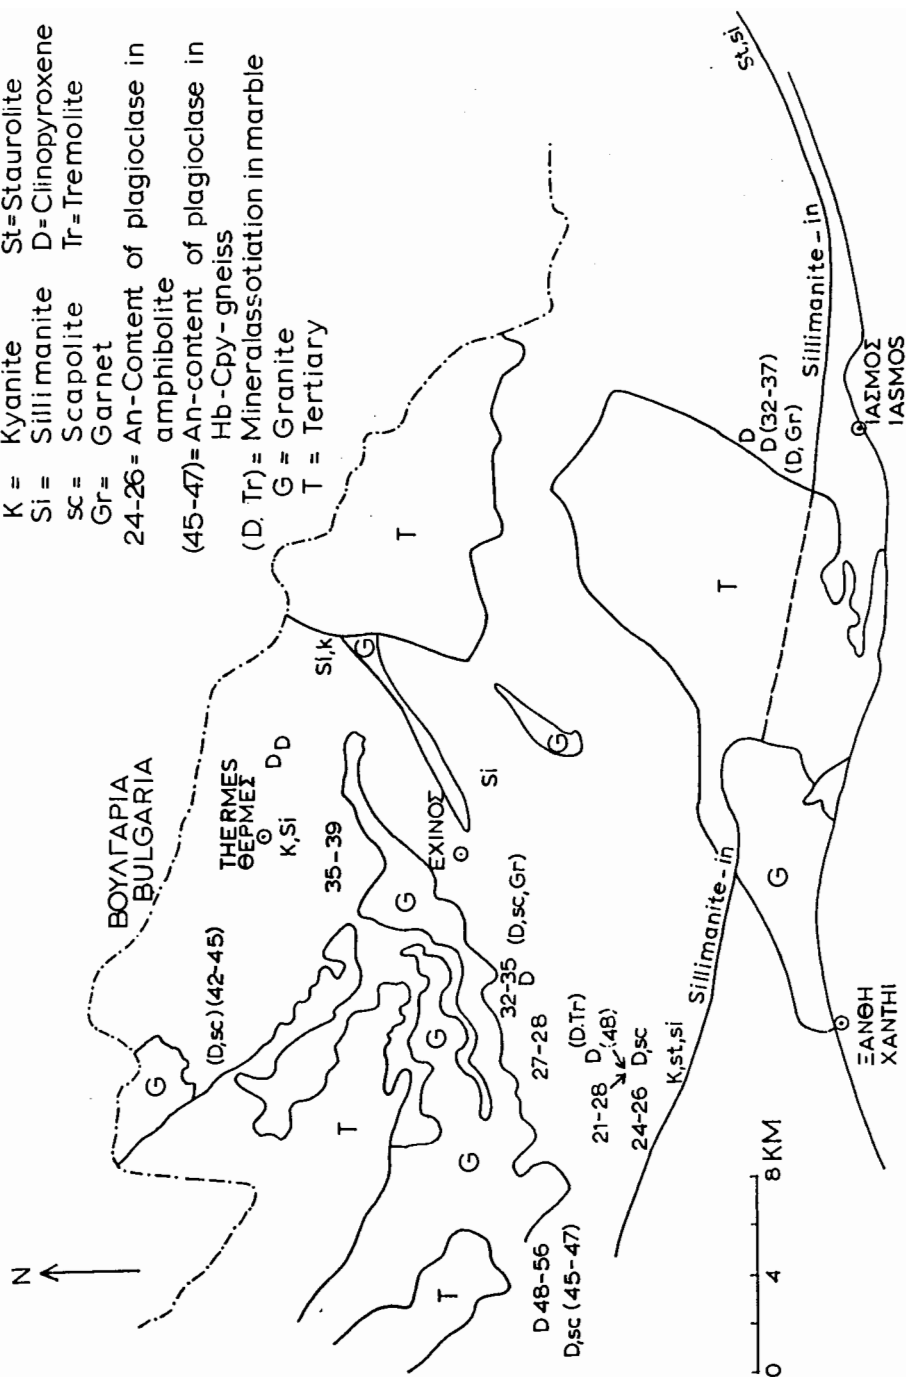 K = Kyanite St=Staurolite
Si = Sillimanite D=Clinopyroxene
sc = Scapolite Tr=Tremolite
Gr= Garnet
24-26= An-Content of plagioclase in
amphibolite
(45-47)= An-content of plagioclase in
Hb-Cpy-gneiss
(D. Tr) = Mineralassotiation in marble
G = Granite
T = Tertiary
N
ΒΟΥΛΓΑΡΙΑ
BULGARIA
G
(D,sc)(42-45)
THERMES
ΘΕΡΜΕΣ
K,Si
D
D
Si,k
G
T
35-39
T
G
G
G
ΕΧΙΝΟΣ
Si
G
T
D48-56
D,sc (45-47)
32-35 (D,sc,Gr)
D
27-28
21-28 D (D.Tr)
(48)
24-26 D,sc
K,st,si
Sillimanite-in
T
D
D(32-37)
(D,Gr)
Sillimanite-in
St,si
G
ΞΑΝΘΗ
XANTHI
ΙΑΣΜΟΣ
IASMOS
0 4 8 KM